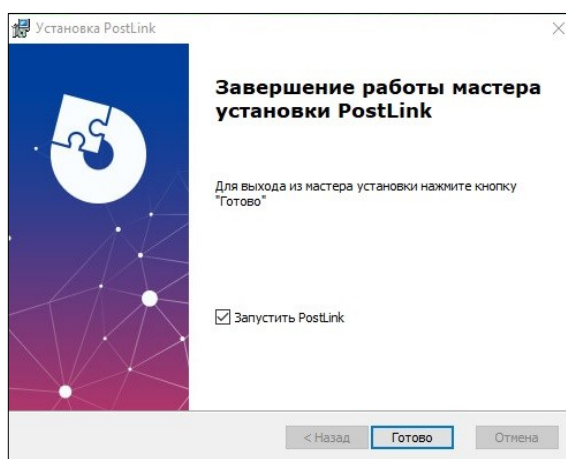 Установка PostLink
Завершение работы мастера
установки PostLink
Для выхода из мастера установки нажмите кнопку
"Готово"
Запустить PostLink
< Назад
Готово
Отмена